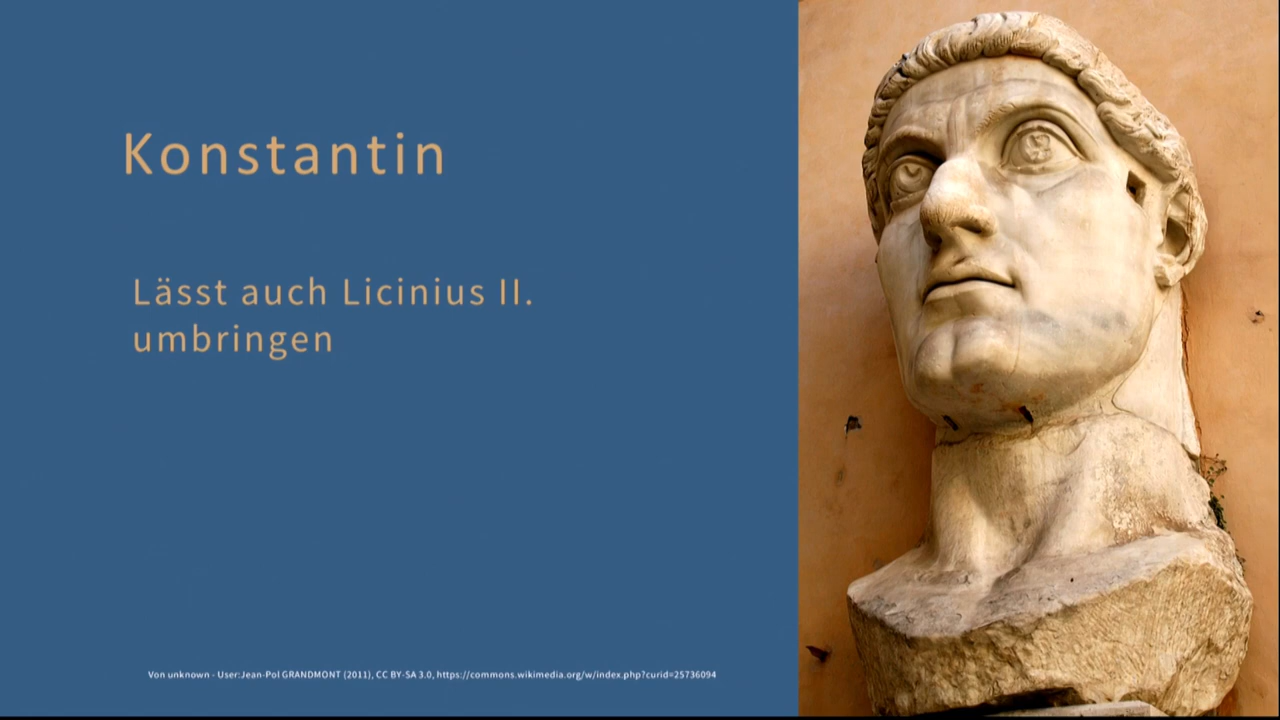 Konstantin
Lässt auch Licinius II.
umbringen
Von unknown - User:Jean-Pol GRANDMONT (2011), CC BY-SA 3.0, https://commons.wikimedia.org/w/index.php?curid=25736094